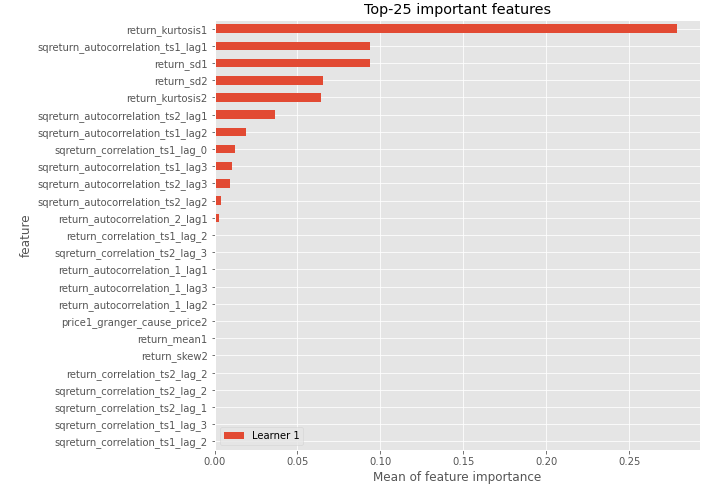 Top-25 important features
return_kurtosis1
sqreturn_autocorrelation_ts1_lag1
return_sd1
return_sd2
return_kurtosis2
sqreturn_autocorrelation_ts2_lag1
sqreturn_autocorrelation_ts1_lag2
sqreturn_correlation_ts1_lag_0
sqreturn_autocorrelation_ts1_lag3
sqreturn_autocorrelation_ts2_lag3
sqreturn_autocorrelation_ts2_lag2
return_autocorrelation_2_lag1
return_correlation_ts1_lag_2
sqreturn_correlation_ts2_lag_3
return_autocorrelation_1_lag1
return_autocorrelation_1_lag3
return_autocorrelation_1_lag2
price1_granger_cause_price2
return_mean1
return_skew2
return_correlation_ts2_lag_2
sqreturn_correlation_ts2_lag_2
sqreturn_correlation_ts2_lag_1
sqreturn_correlation_ts1_lag_3
sqreturn_correlation_ts1_lag_2
feature
Learner 1
0.00 0.05 0.10 0.15 0.20 0.25
Mean of feature importance